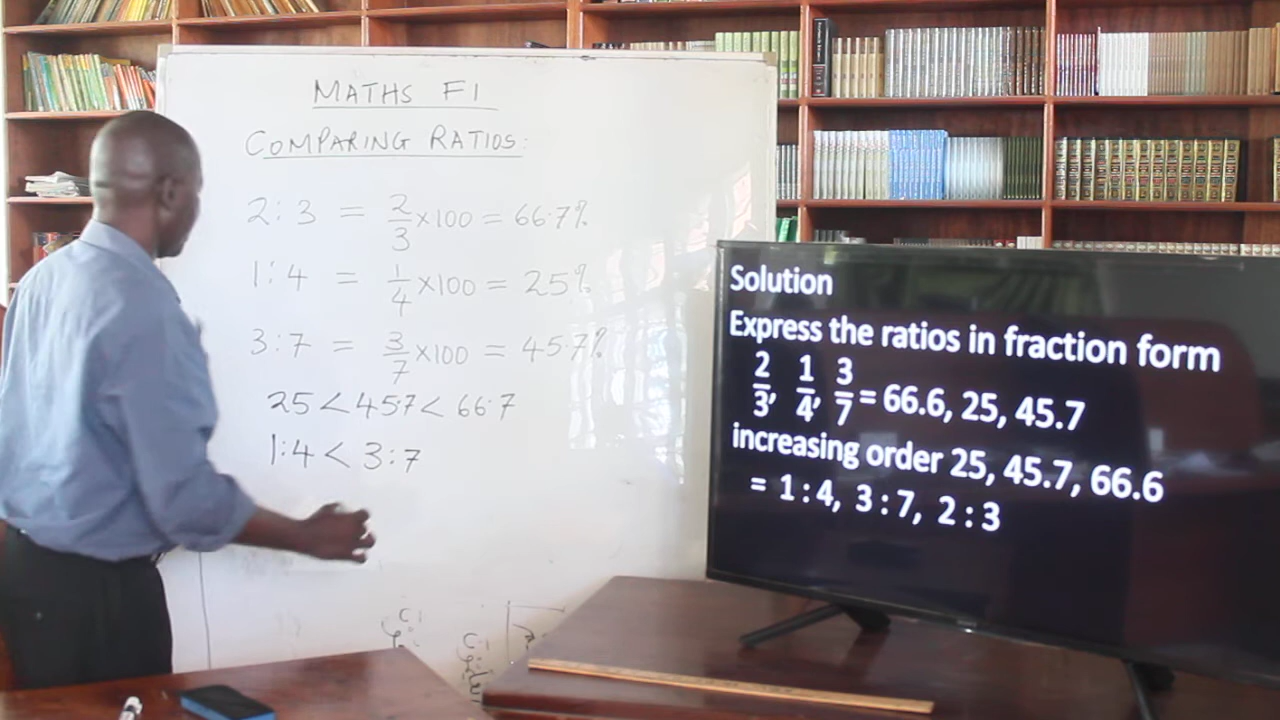 MATHS F1
COMPARING RATIOS:
2:3 = 2/3 ×100 = 66.7%
1:4 = 1/4 ×100 = 25%
3:7 = 3/7 ×100 = 45.7%
25 < 45.7 < 66.7
1:4 < 3:7
Solution
Express the ratios in fraction form
2/3, 1/4, 3/7 = 66.6, 25, 45.7
increasing order 25, 45.7, 66.6
= 1 : 4, 3 : 7, 2 : 3